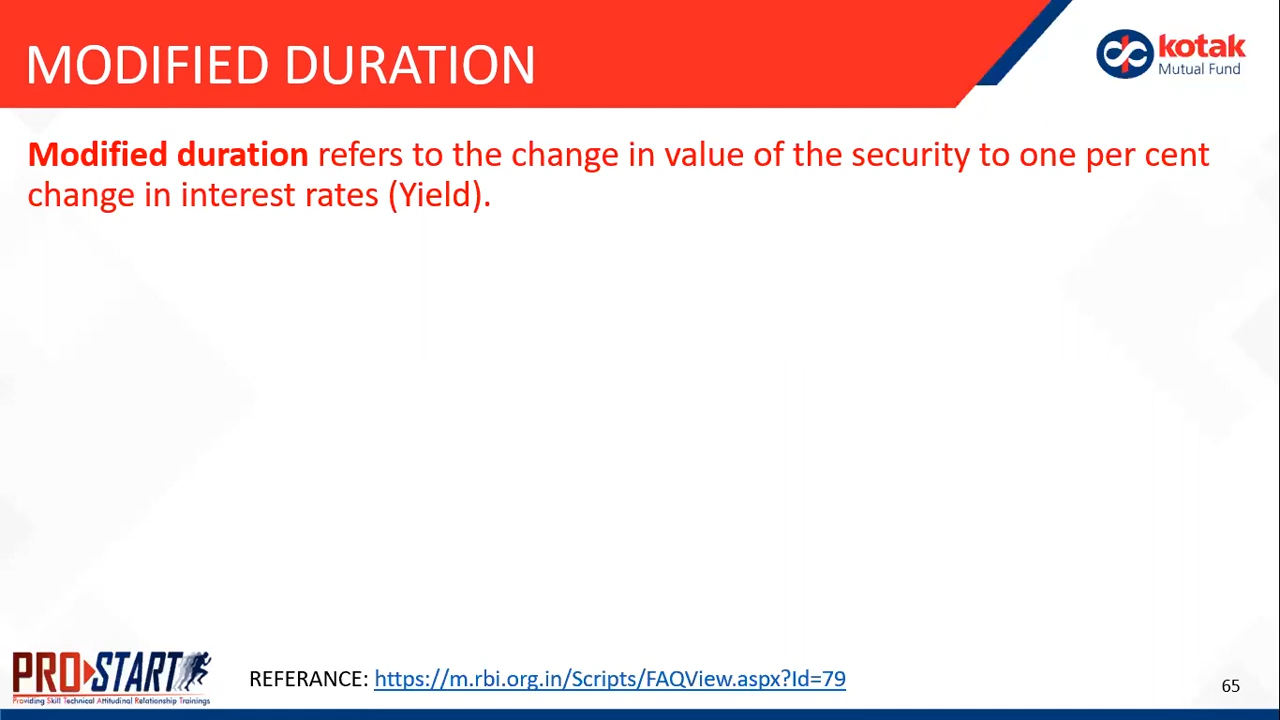 MODIFIED DURATION
kotak
Mutual Fund
Modified duration refers to the change in value of the security to one per cent
change in interest rates (Yield).
PRO START
Providing Skill Technical Attitudinal Relationship Trainings
REFERANCE: https://m.rbi.org.in/Scripts/FAQView.aspx?Id=79
65